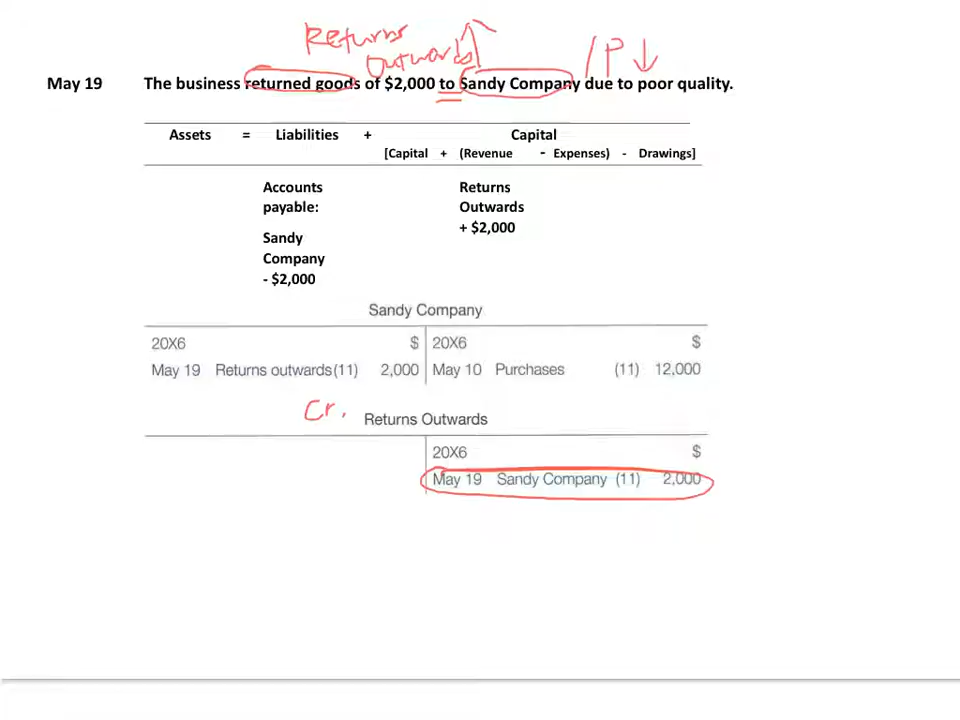 Returns
Outwards ↑ /P ↓
May 19 The business returned goods of $2,000 to Sandy Company due to poor quality.
Assets = Liabilities + Capital
[Capital + (Revenue - Expenses) - Drawings]
Accounts Returns
payable: Outwards
+ $2,000
Sandy
Company
- $2,000
Sandy Company
20X6 $ 20X6 $
May 19 Returns outwards(11) 2,000 May 10 Purchases (11) 12,000
Cr. Returns Outwards
20X6 $
May 19 Sandy Company (11) 2,000